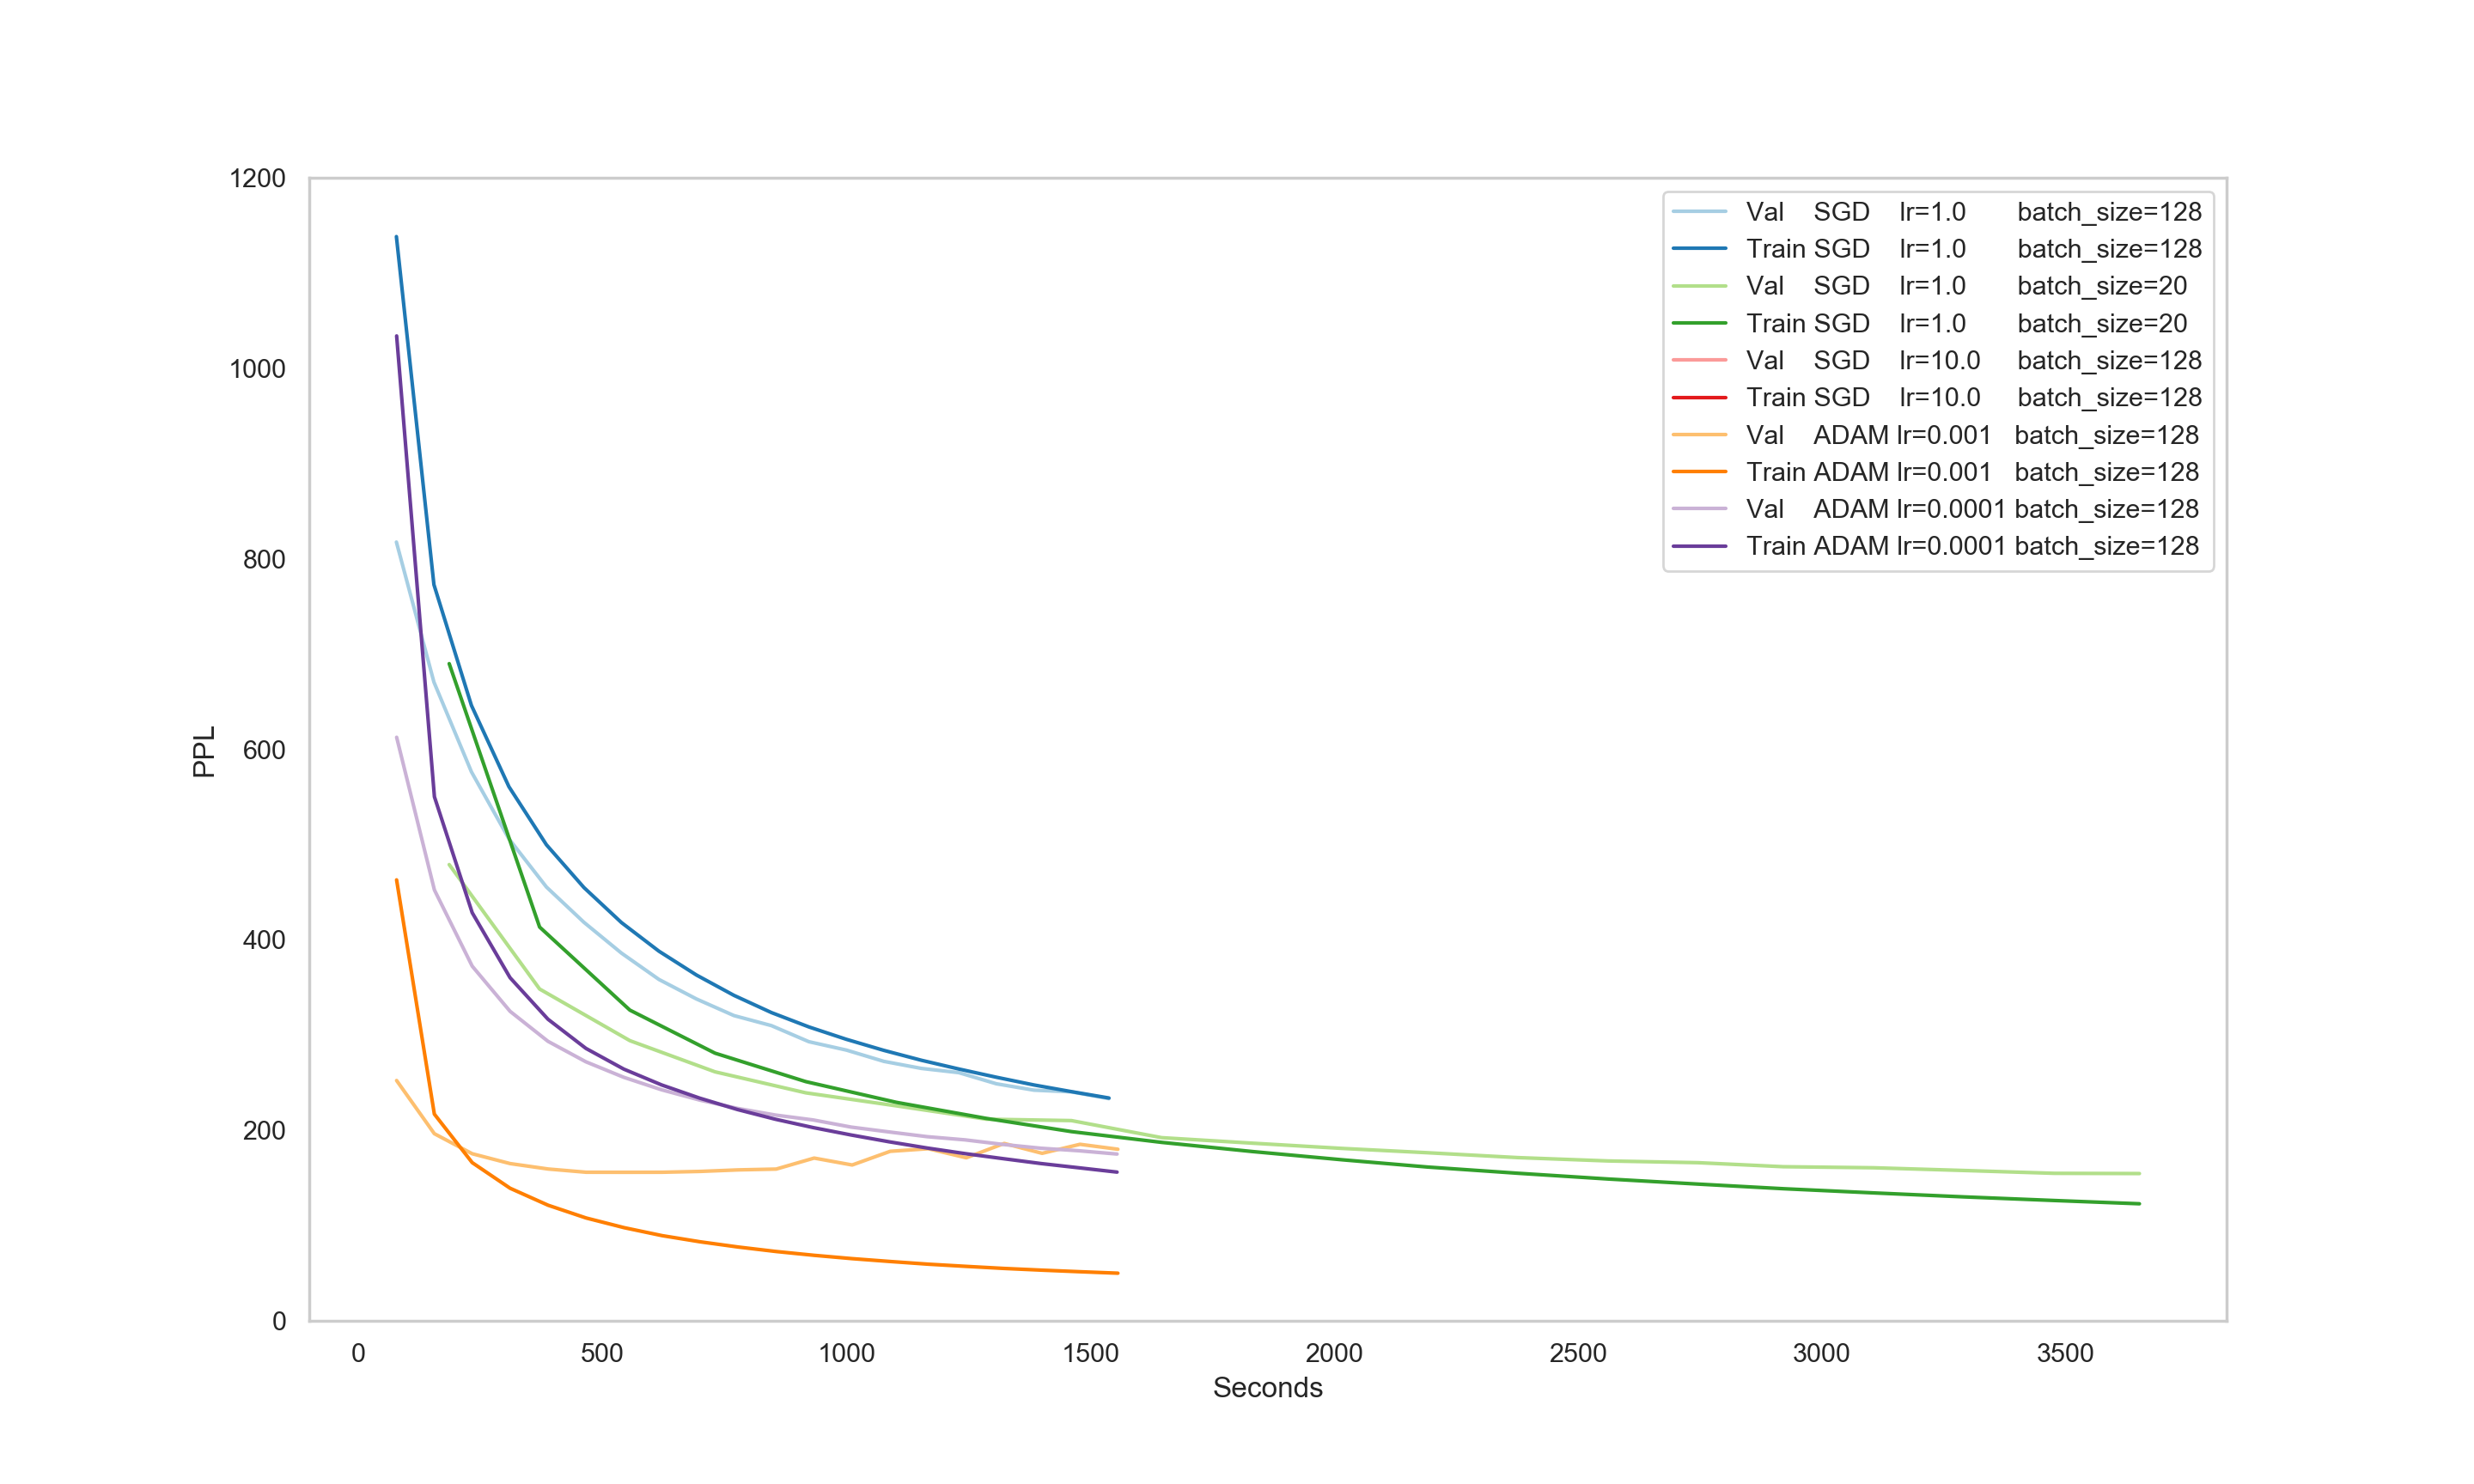 1200
1000
800
600
400
200
0
PPL
0 500 1000 1500 2000 2500 3000 3500
Seconds
Val SGD lr=1.0 batch_size=128
Train SGD lr=1.0 batch_size=128
Val SGD lr=1.0 batch_size=20
Train SGD lr=1.0 batch_size=20
Val SGD lr=10.0 batch_size=128
Train SGD lr=10.0 batch_size=128
Val ADAM lr=0.001 batch_size=128
Train ADAM lr=0.001 batch_size=128
Val ADAM lr=0.0001 batch_size=128
Train ADAM lr=0.0001 batch_size=128